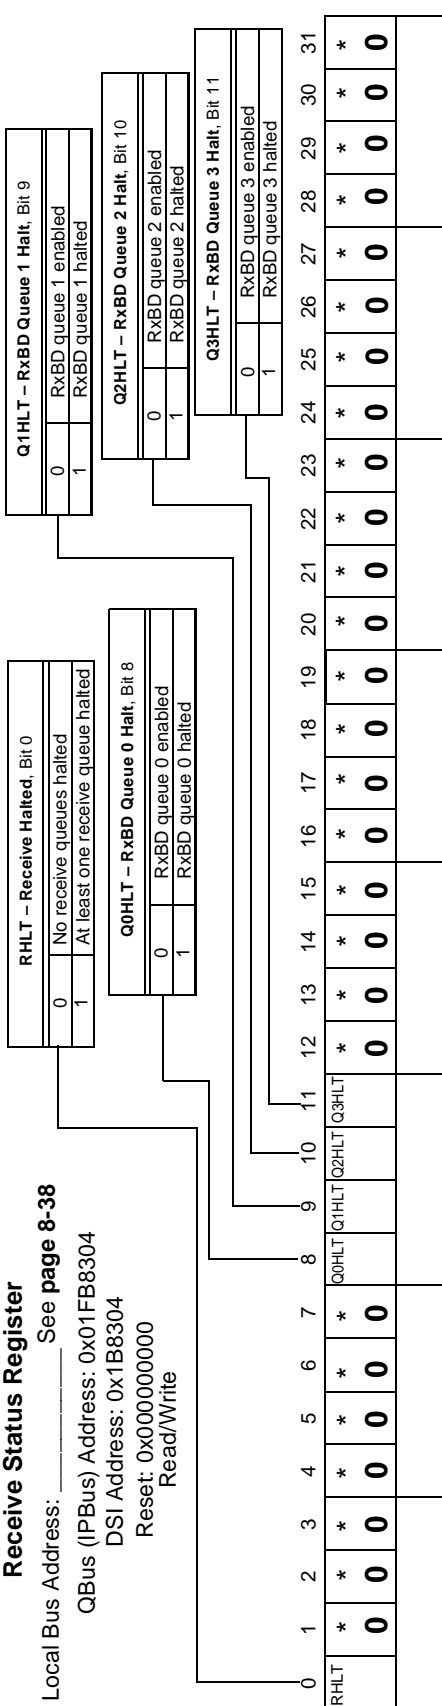 Receive Status Register
Local Bus Address: ____________ See page 8-38
QBus (IPBus) Address: 0x01FB8304
DSI Address: 0x1B8304
Reset: 0x000000000
Read/Write
RHLT – Receive Halted, Bit 0
0 No receive queues halted
1 At least one receive queue halted
Q0HLT – RxBD Queue 0 Halt, Bit 8
0 RxBD queue 0 enabled
1 RxBD queue 0 halted
Q1HLT – RxBD Queue 1 Halt, Bit 9
0 RxBD queue 1 enabled
1 RxBD queue 1 halted
Q2HLT – RxBD Queue 2 Halt, Bit 10
0 RxBD queue 2 enabled
1 RxBD queue 2 halted
Q3HLT – RxBD Queue 3 Halt, Bit 11
0 RxBD queue 3 enabled
1 RxBD queue 3 halted
0 1 2 3 4 5 6 7 8 9 10 11 12 13 14 15 16 17 18 19 20 21 22 23 24 25 26 27 28 29 30 31
RHLT * * * * * * * Q0HLT Q1HLT Q2HLT Q3HLT * * * * * * * * * * * * * * * * * * * *
0 0 0 0 0 0 0 0 0 0 0 0 0 0 0 0 0 0 0 0 0 0 0 0 0 0 0